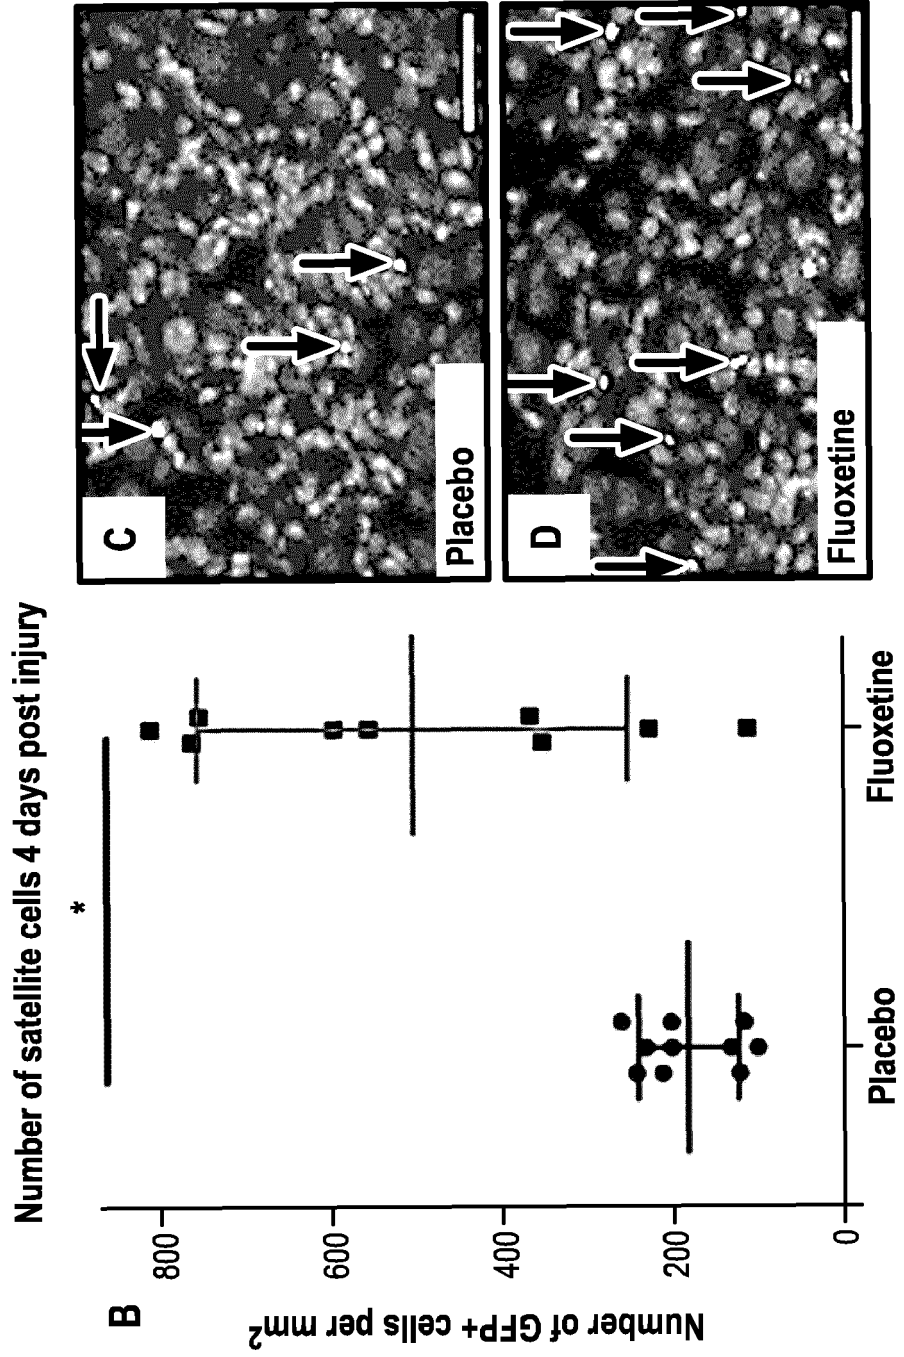 B
Number of satellite cells 4 days post injury
*
Number of GFP+ cells per mm²
800
600
400
200
0
Placebo
Fluoxetine
C
Placebo
D
Fluoxetine